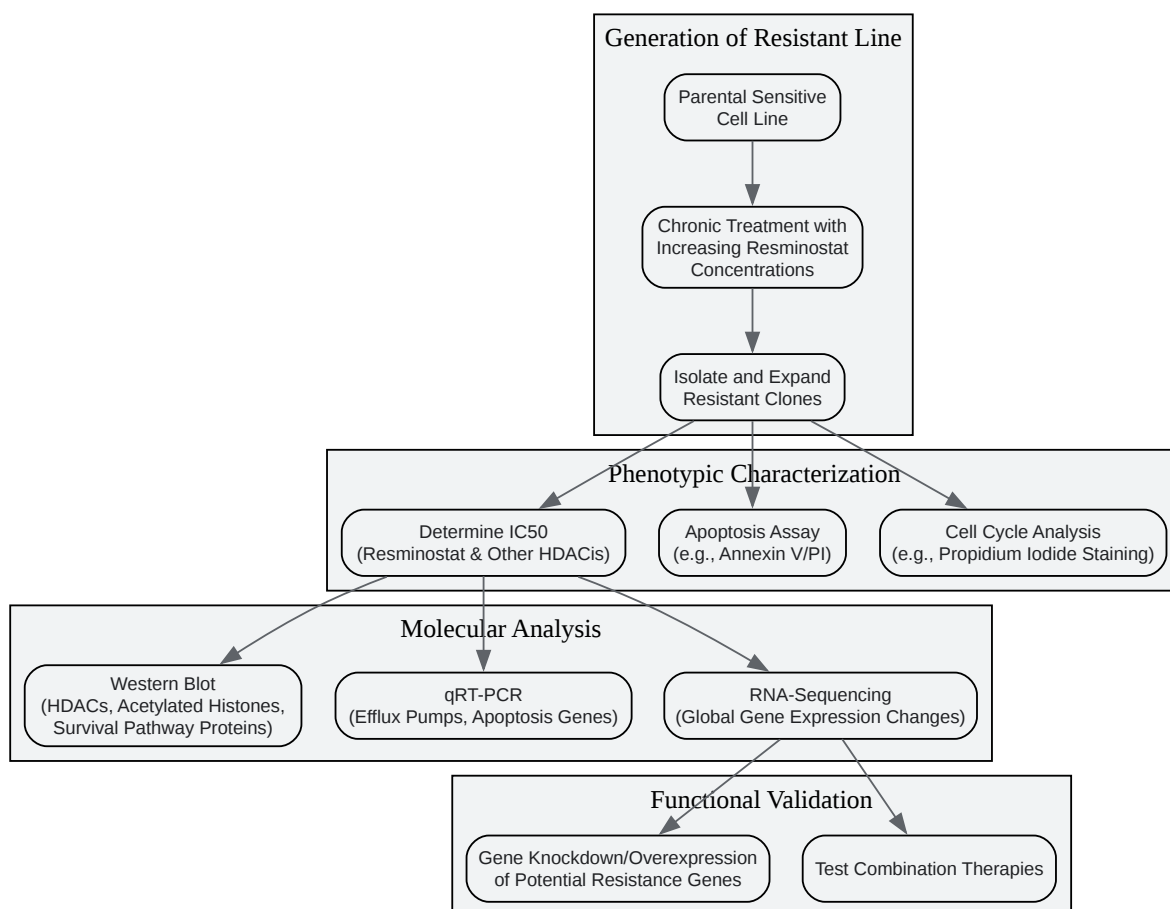 Generation of Resistant Line
Parental Sensitive
Cell Line
Chronic Treatment with
Increasing Resminostat
Concentrations
Isolate and Expand
Resistant Clones
Phenotypic Characterization
Determine IC50
(Resminostat & Other HDACis)
Apoptosis Assay
(e.g., Annexin V/PI)
Cell Cycle Analysis
(e.g., Propidium Iodide Staining)
Molecular Analysis
Western Blot
(HDACs, Acetylated Histones,
Survival Pathway Proteins)
qRT-PCR
(Efflux Pumps, Apoptosis Genes)
RNA-Sequencing
(Global Gene Expression Changes)
Functional Validation
Gene Knockdown/Overexpression
of Potential Resistance Genes
Test Combination Therapies